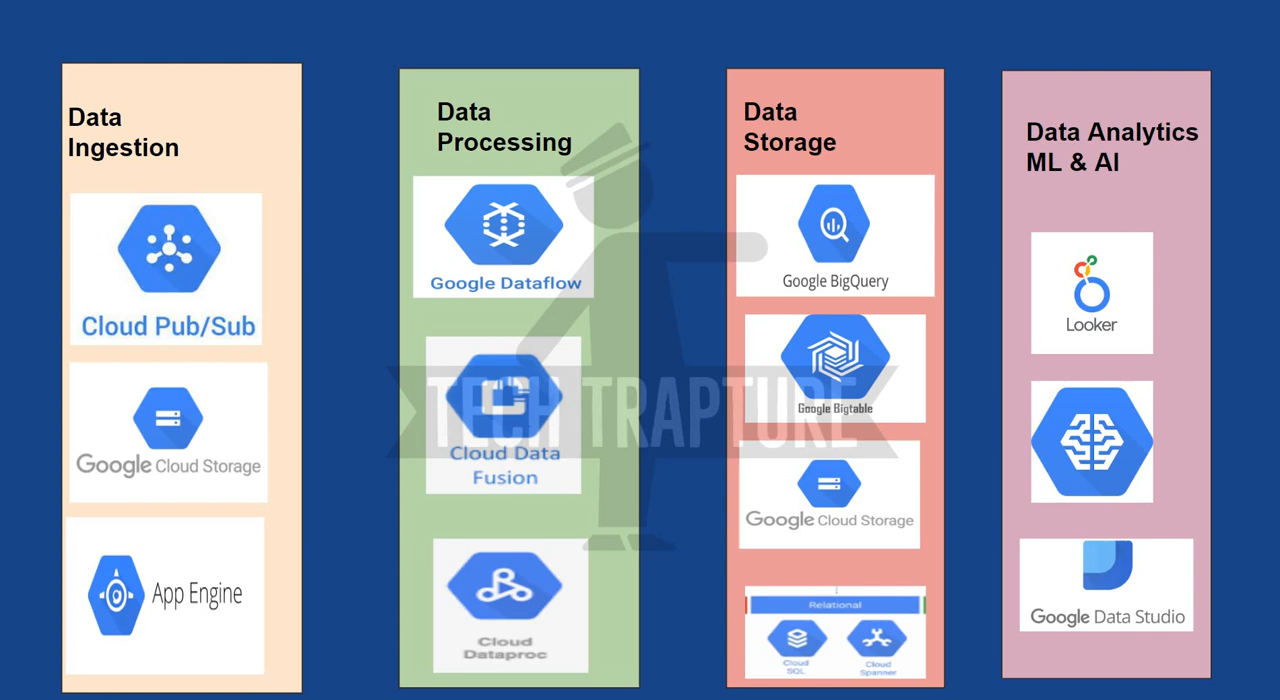 Data
Ingestion
Cloud Pub/Sub
Google Cloud Storage
App Engine
Data
Processing
Google Dataflow
Cloud Data
Fusion
Cloud
Dataproc
Data
Storage
Google BigQuery
Google Bigtable
Google Cloud Storage
Relational
Cloud
SQL
Cloud
Spanner
Data Analytics
ML & AI
Looker
Google Data Studio
TECH TRAPTURE